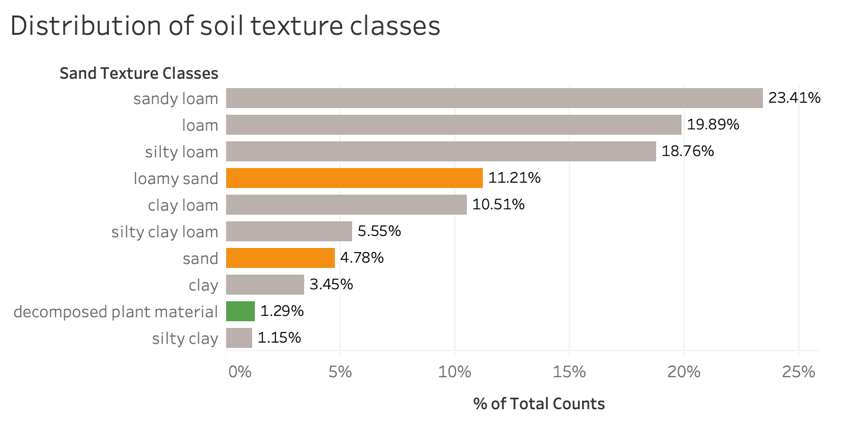 Distribution of soil texture classes
Sand Texture Classes
sandy loam 23.41%
loam 19.89%
silty loam 18.76%
loamy sand 11.21%
clay loam 10.51%
silty clay loam 5.55%
sand 4.78%
clay 3.45%
decomposed plant material 1.29%
silty clay 1.15%
0% 5% 10% 15% 20% 25%
% of Total Counts